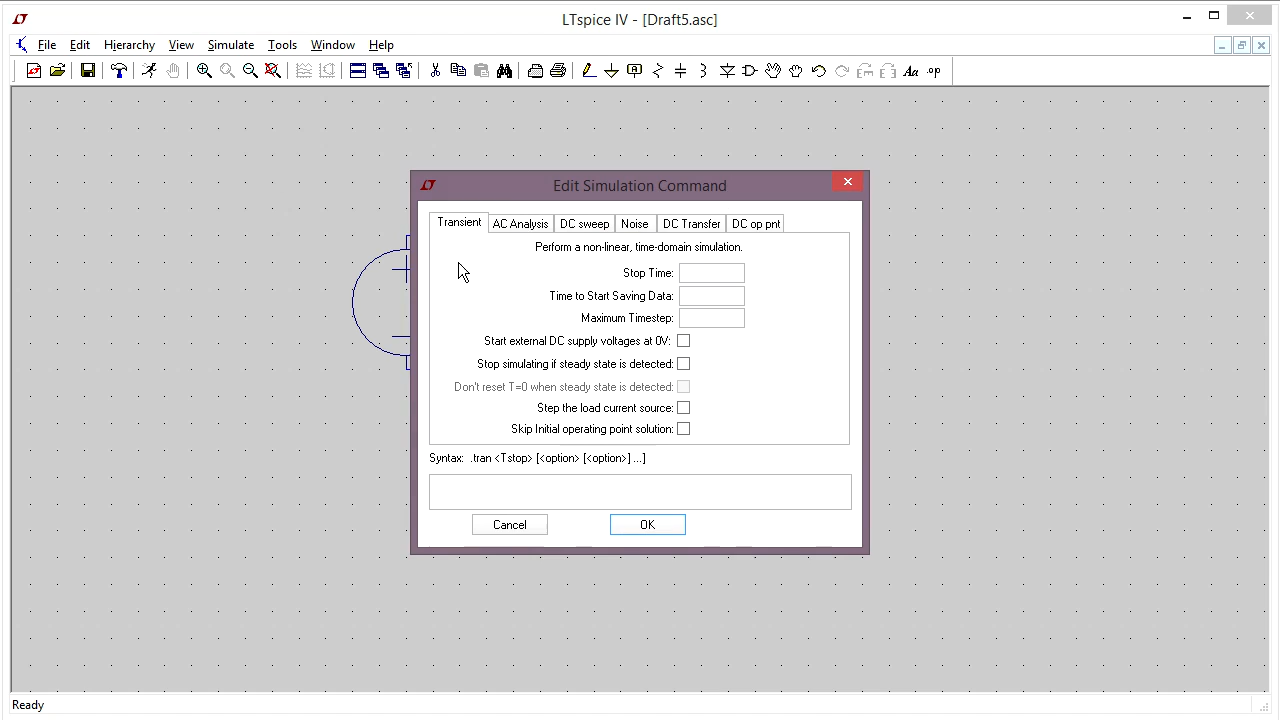 LTspice IV - [Draft5.asc]
File Edit Hierarchy View Simulate Tools Window Help
Aa .op
Edit Simulation Command
Transient AC Analysis DC sweep Noise DC Transfer DC op pnt
Perform a non-linear, time-domain simulation.
Stop Time:
Time to Start Saving Data:
Maximum Timestep:
Start external DC supply voltages at 0V:
Stop simulating if steady state is detected:
Don't reset T=0 when steady state is detected:
Step the load current source:
Skip Initial operating point solution:
Syntax: .tran <Tstop> [<option> [<option>] ...]
Cancel OK
Ready